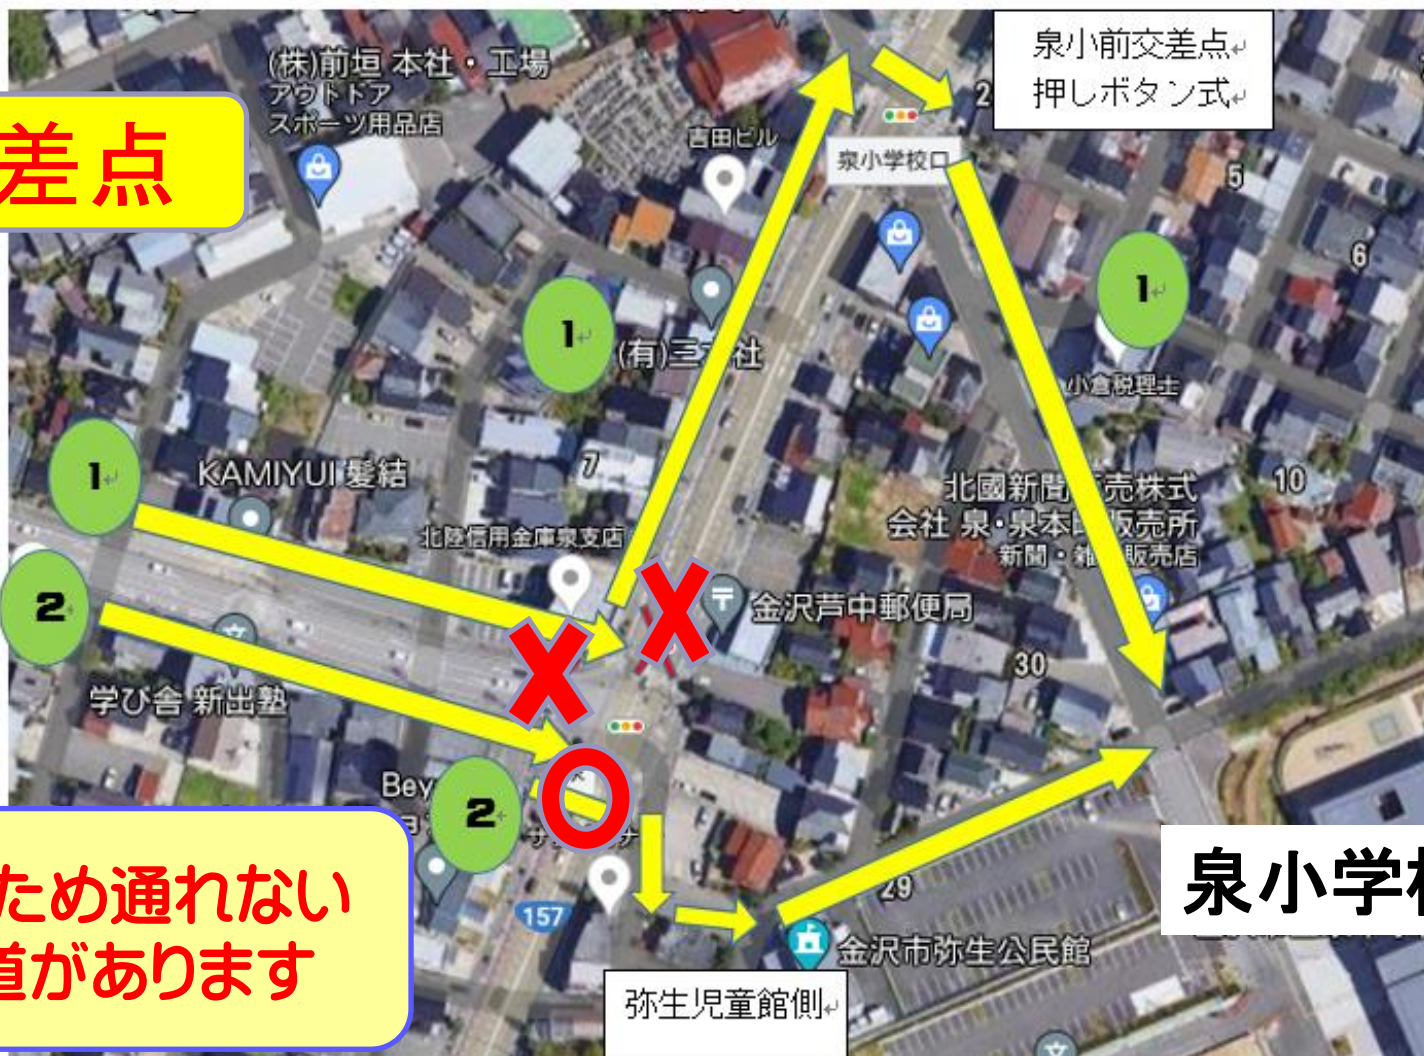 泉小前交差点
押しボタン式
(株)前垣 本社・工場
アウトドア
スポーツ用品店
2
差点
吉田ビル
泉小学校口
5
6
1
1
(有)三
社
小倉税理士
7
1
KAMIYUI 髪結
10
北國新聞
売株式
会社 泉・泉本
販売所
新聞・雑
販売店
北陸信用金庫泉支店
X
X
2
金沢芦中郵便局
30
学び舎 新出塾
Bey
2
ため通れない
道があります
泉小学校
29
157
金沢市弥生公民館
弥生児童館側